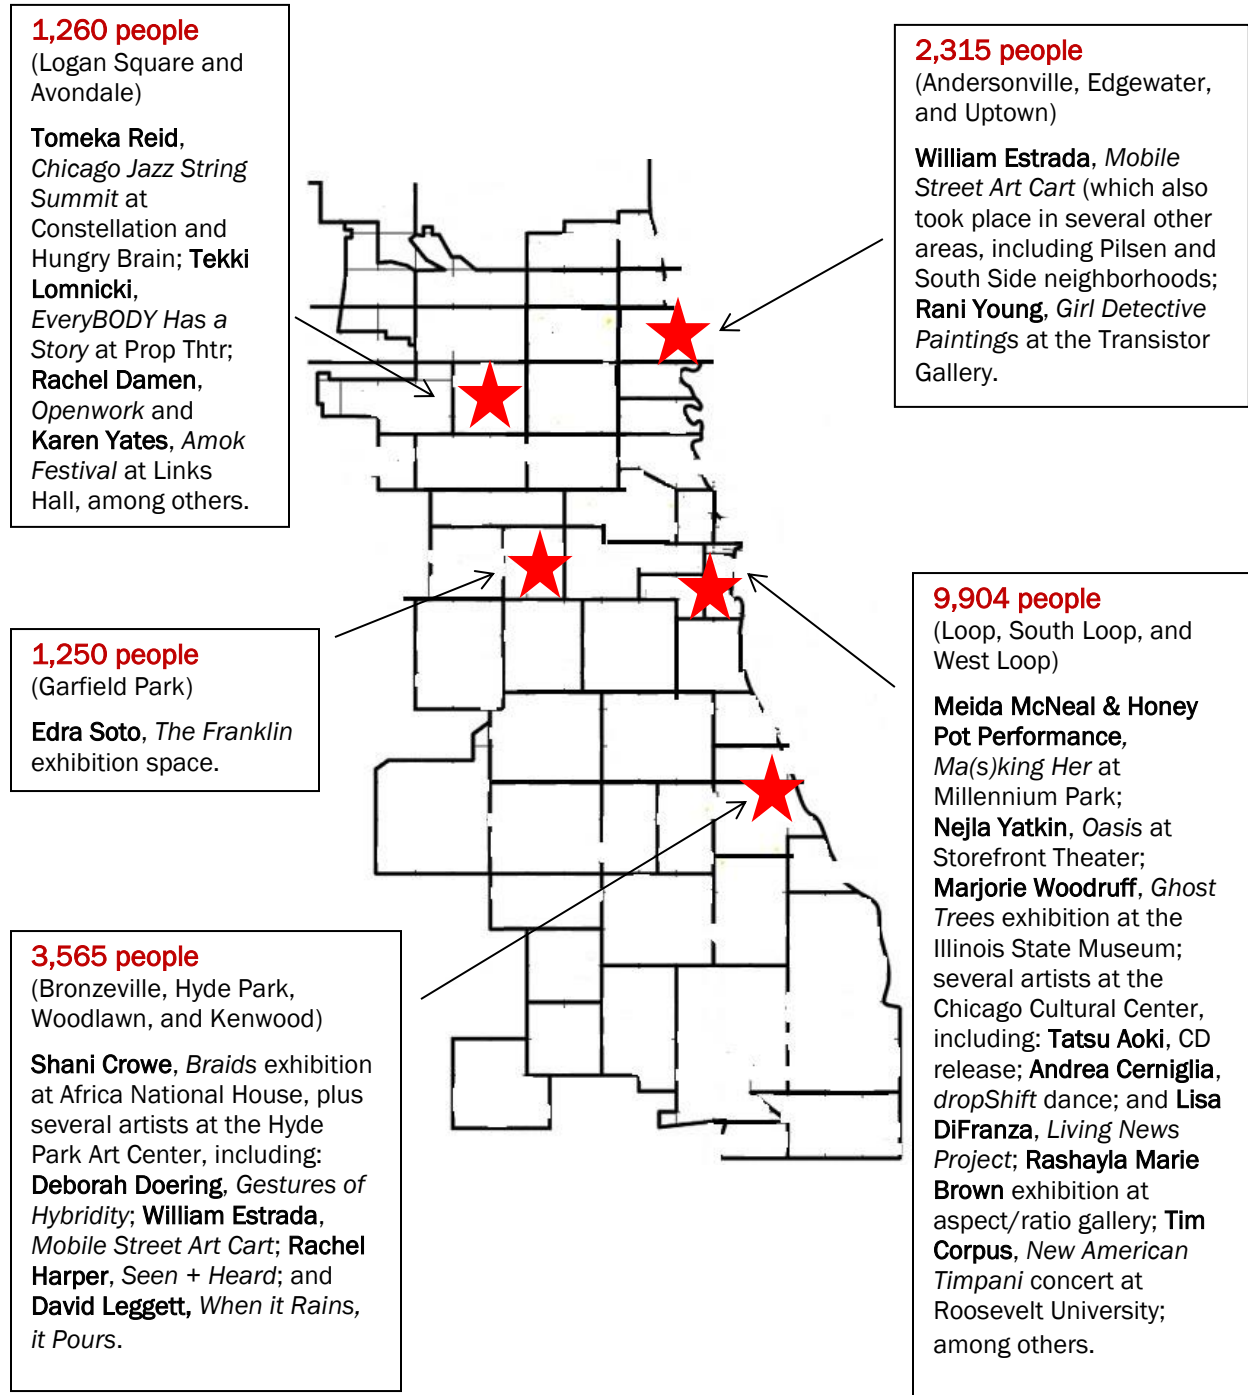 1,260 people
(Logan Square and
Avondale)
Tomeka Reid,
Chicago Jazz String
Summit at
Constellation and
Hungry Brain; Tekki
Lomnicki,
EveryBODY Has a
Story at Prop Thtr;
Rachel Damen,
Openwork and
Karen Yates, Amok
Festival at Links
Hall, among others.
2,315 people
(Andersonville, Edgewater,
and Uptown)
William Estrada, Mobile
Street Art Cart (which also
took place in several other
areas, including Pilsen and
South Side neighborhoods;
Rani Young, Girl Detective
Paintings at the Transistor
Gallery.
1,250 people
(Garfield Park)
Edra Soto, The Franklin
exhibition space.
9,904 people
(Loop, South Loop, and
West Loop)
Meida McNeal & Honey
Pot Performance,
Ma(s)king Her at
Millennium Park;
Nejla Yatkin, Oasis at
Storefront Theater;
Marjorie Woodruff, Ghost
Trees exhibition at the
Illinois State Museum;
several artists at the
Chicago Cultural Center,
including: Tatsu Aoki, CD
release; Andrea Cerniglia,
dropShift dance; and Lisa
DiFranza, Living News
Project; Rashayla Marie
Brown exhibition at
aspect/ratio gallery; Tim
Corpus, New American
Timpani concert at
Roosevelt University;
among others.
3,565 people
(Bronzeville, Hyde Park,
Woodlawn, and Kenwood)
Shani Crowe, Braids exhibition
at Africa National House, plus
several artists at the Hyde
Park Art Center, including:
Deborah Doering, Gestures of
Hybridity; William Estrada,
Mobile Street Art Cart; Rachel
Harper, Seen + Heard; and
David Leggett, When it Rains,
it Pours.